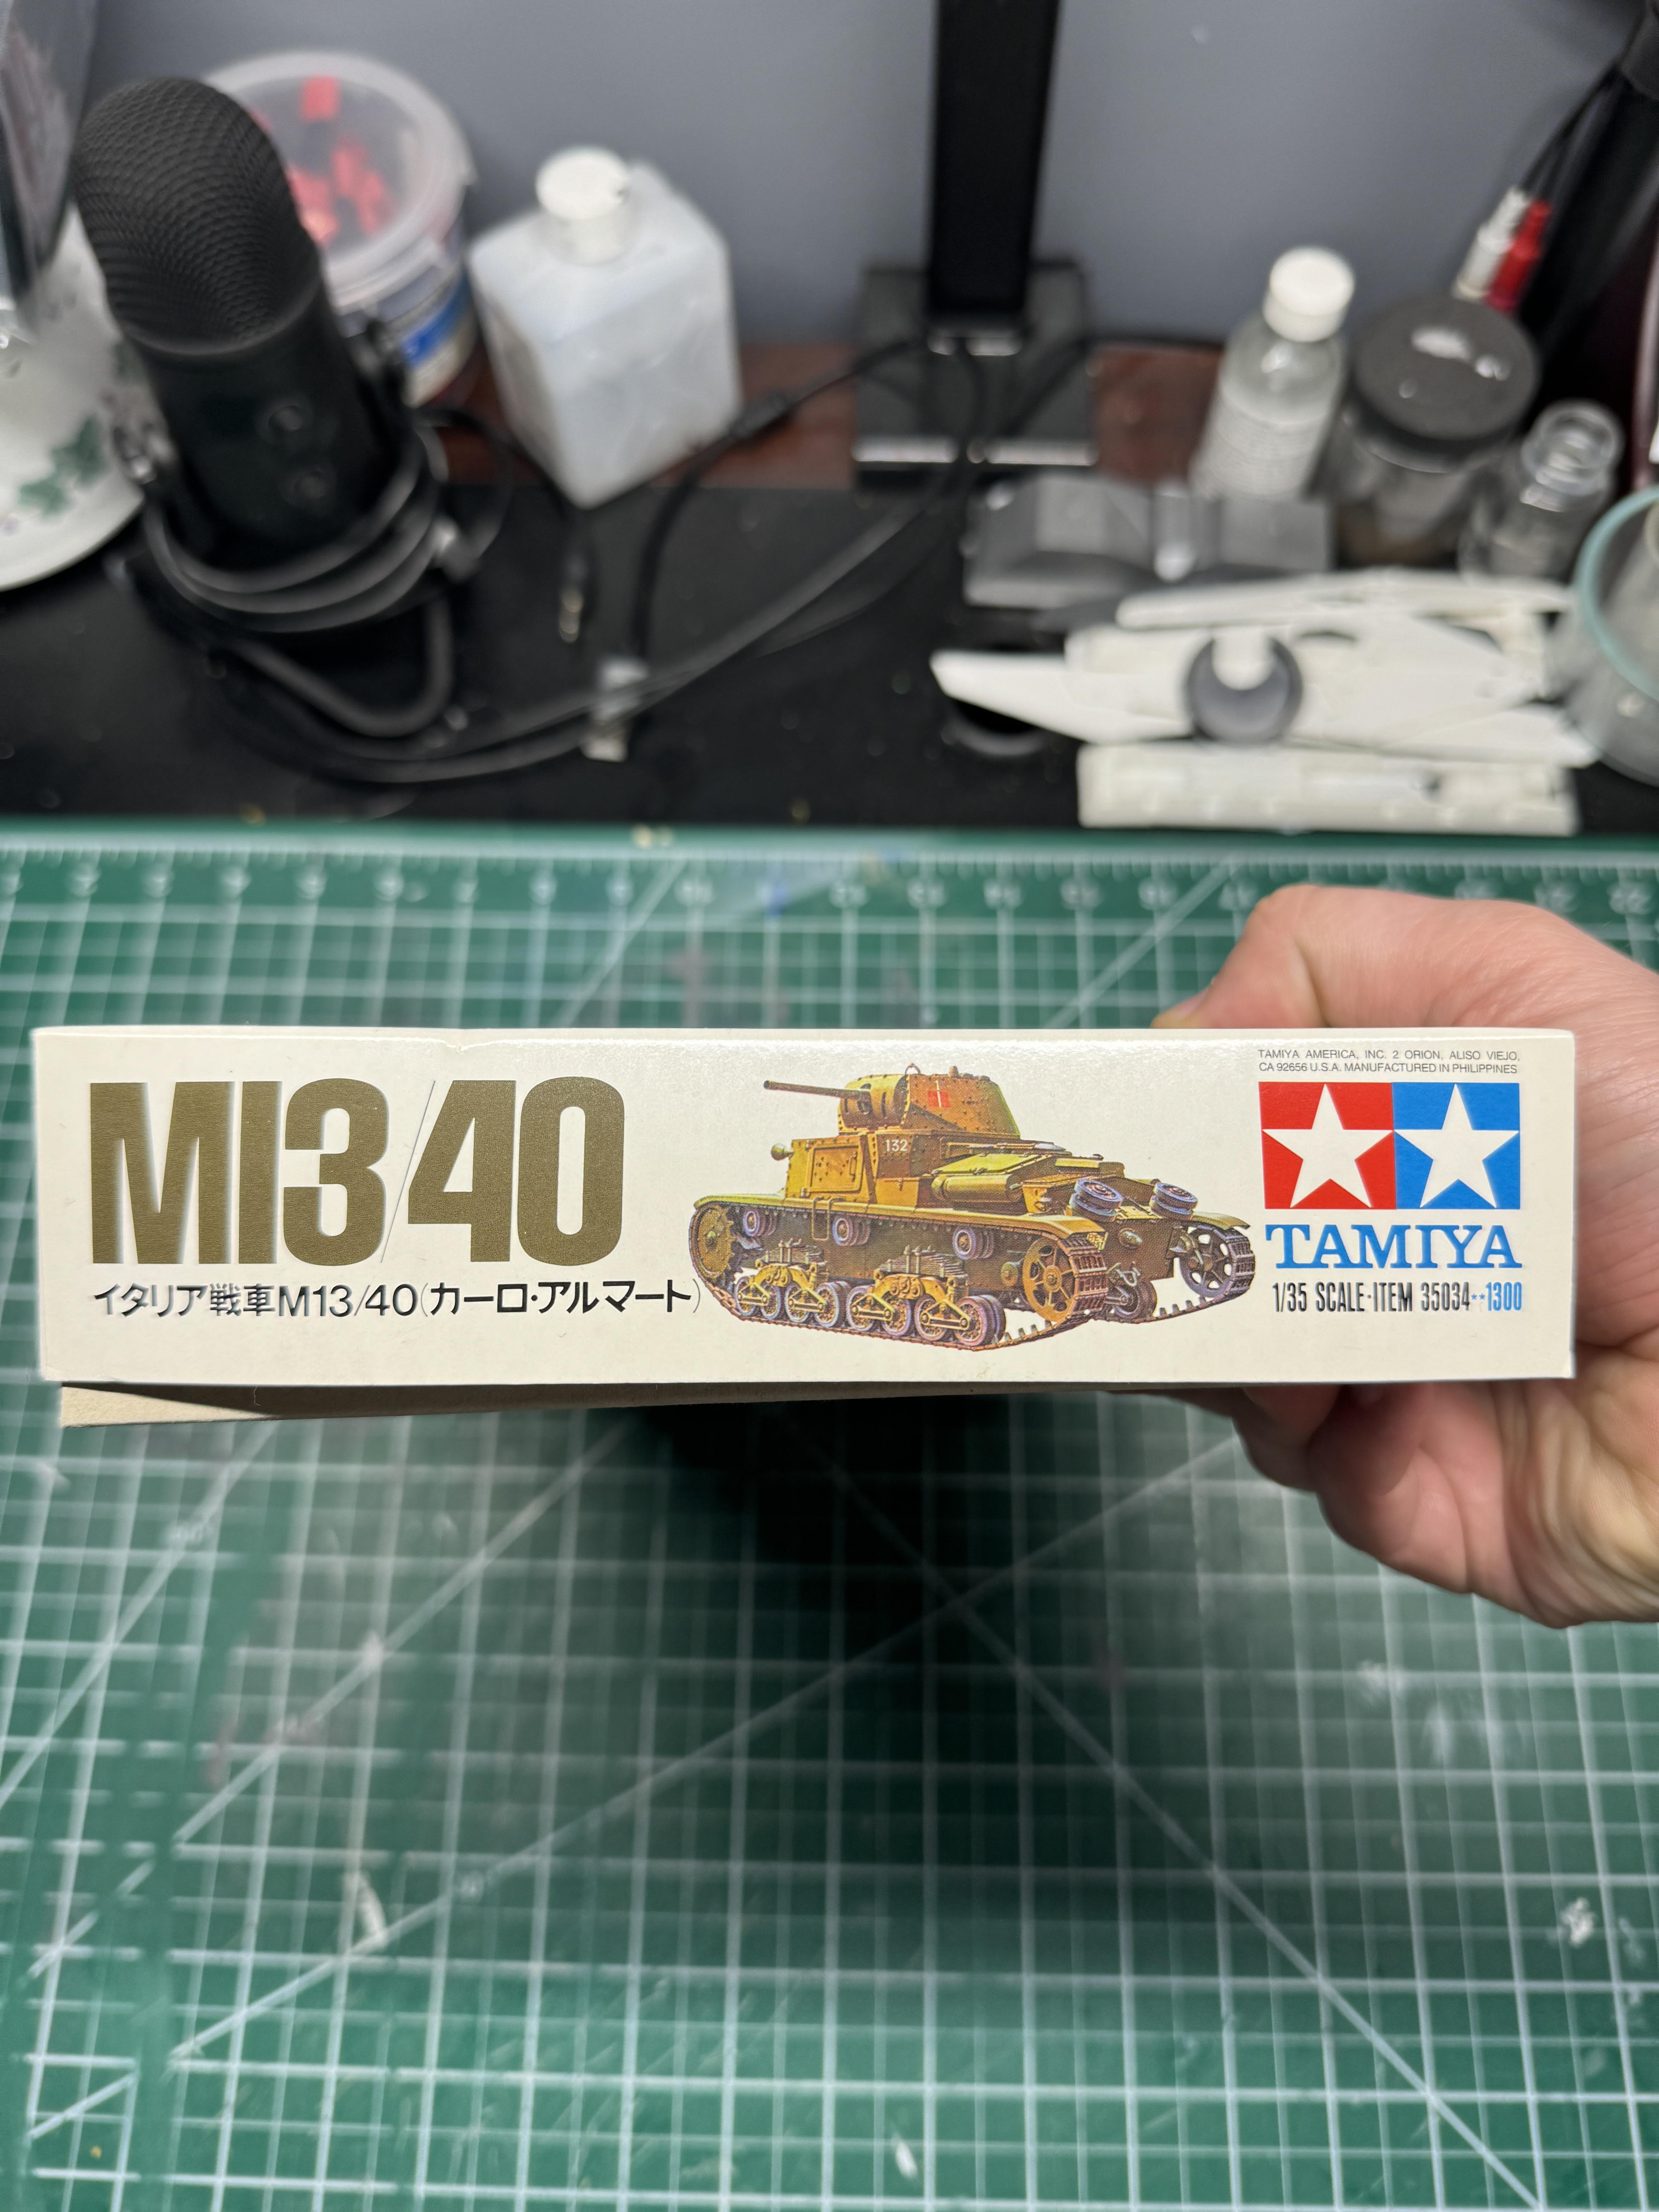 M13/40
イタリア戦車M13/40(カーロ・アルマート)
132
TAMIYA AMERICA, INC. 2 ORION, ALISO VIEJO,
CA 92656 U.S.A. MANUFACTURED IN PHILIPPINES
TAMIYA
1/35 SCALE·ITEM 35034**1300